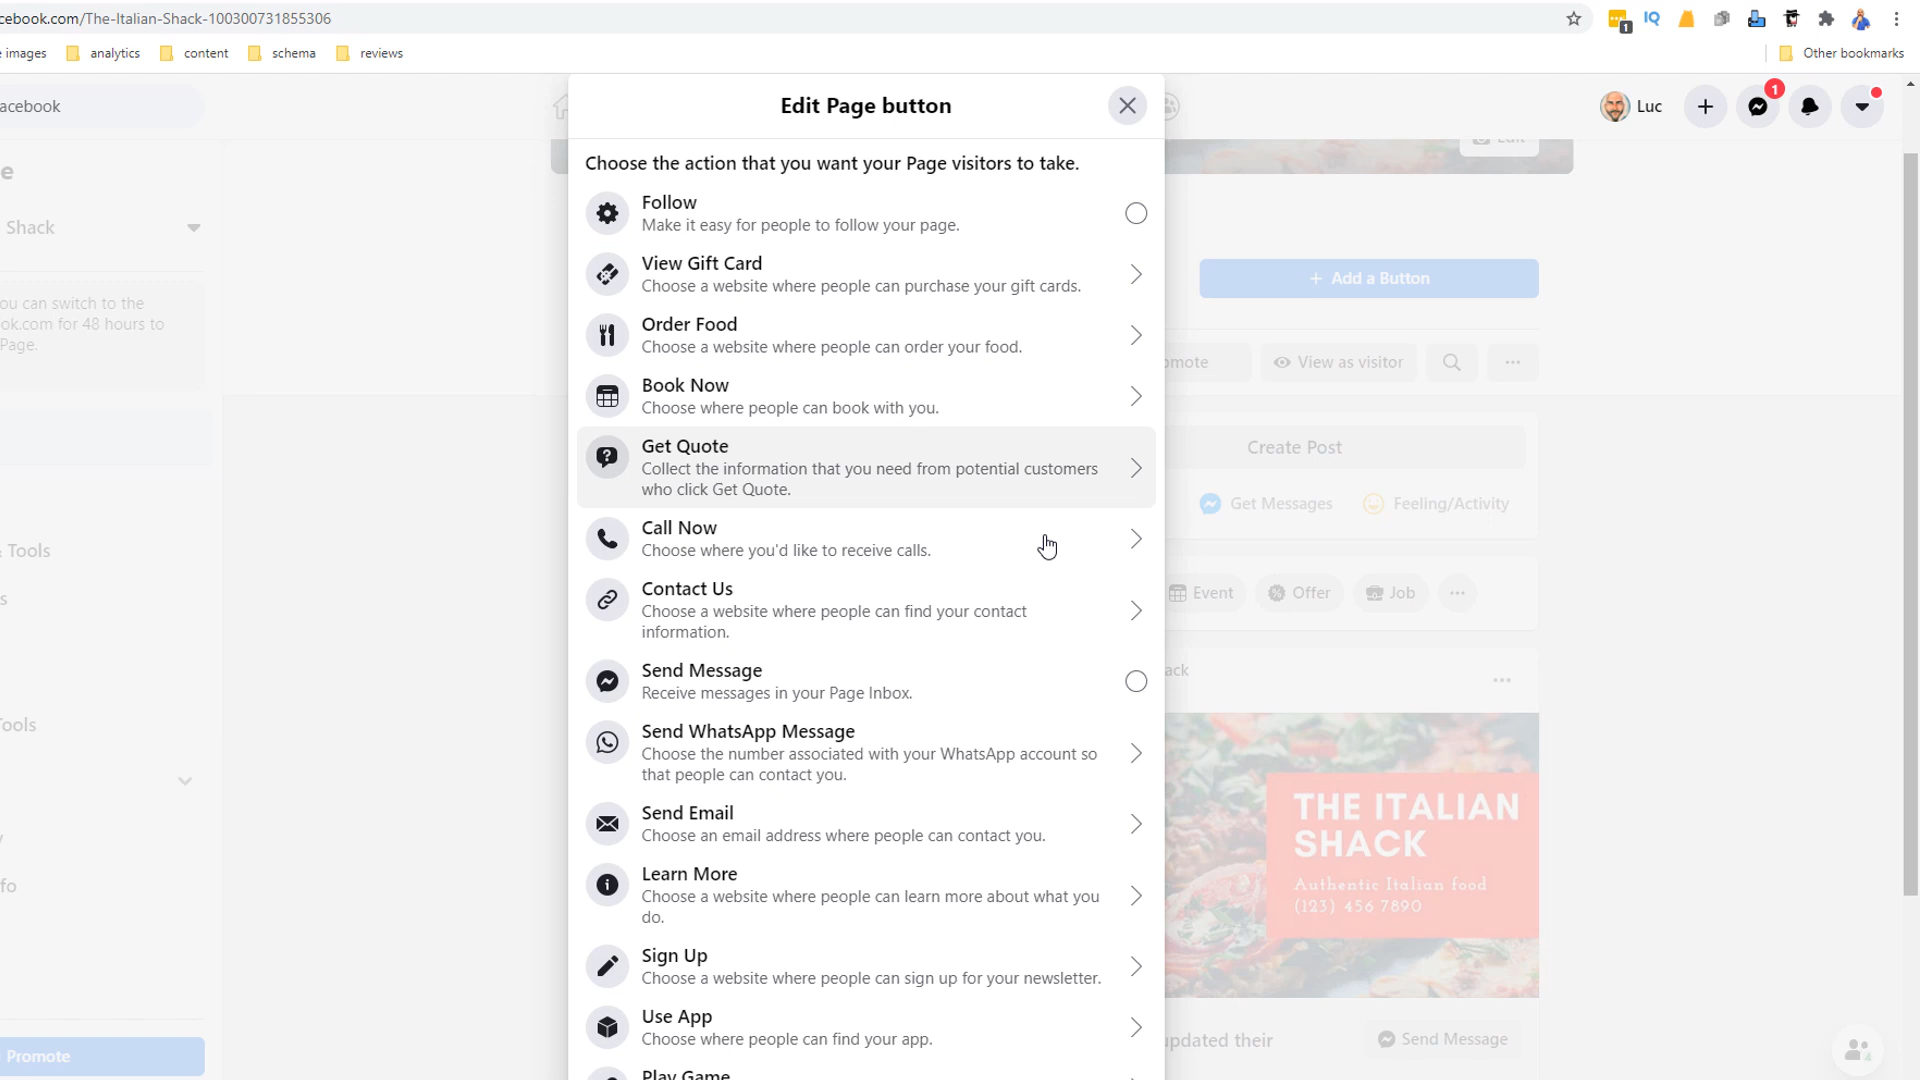 cebook.com/The-Italian-Shack-100300731855306
1
IQ
e images
analytics
content
schema
reviews
Other bookmarks
acebook
Edit Page button
Luc
1
Edit
Choose the action that you want your Page visitors to take.
e
Follow
Make it easy for people to follow your page.
Shack
View Gift Card
Choose a website where people can purchase your gift cards.
+ Add a Button
ou can switch to the
ok.com for 48 hours to
Page.
Order Food
Choose a website where people can order your food.
omote
View as visitor
Book Now
Choose where people can book with you.
Get Quote
Collect the information that you need from potential customers
who click Get Quote.
Create Post
Get Messages
Feeling/Activity
Call Now
Choose where you'd like to receive calls.
& Tools
Contact Us
Choose a website where people can find your contact
information.
Event
Offer
Job
s
Send Message
Receive messages in your Page Inbox.
ack
Send WhatsApp Message
Choose the number associated with your WhatsApp account so
that people can contact you.
ools
Send Email
Choose an email address where people can contact you.
THE ITALIAN
SHACK
Authentic Italian food
(123) 456 7890
y
Learn More
Choose a website where people can learn more about what you
do.
fo
Sign Up
Choose a website where people can sign up for your newsletter.
Use App
Choose where people can find your app.
updated their
Send Message
Promote
4
Play Game